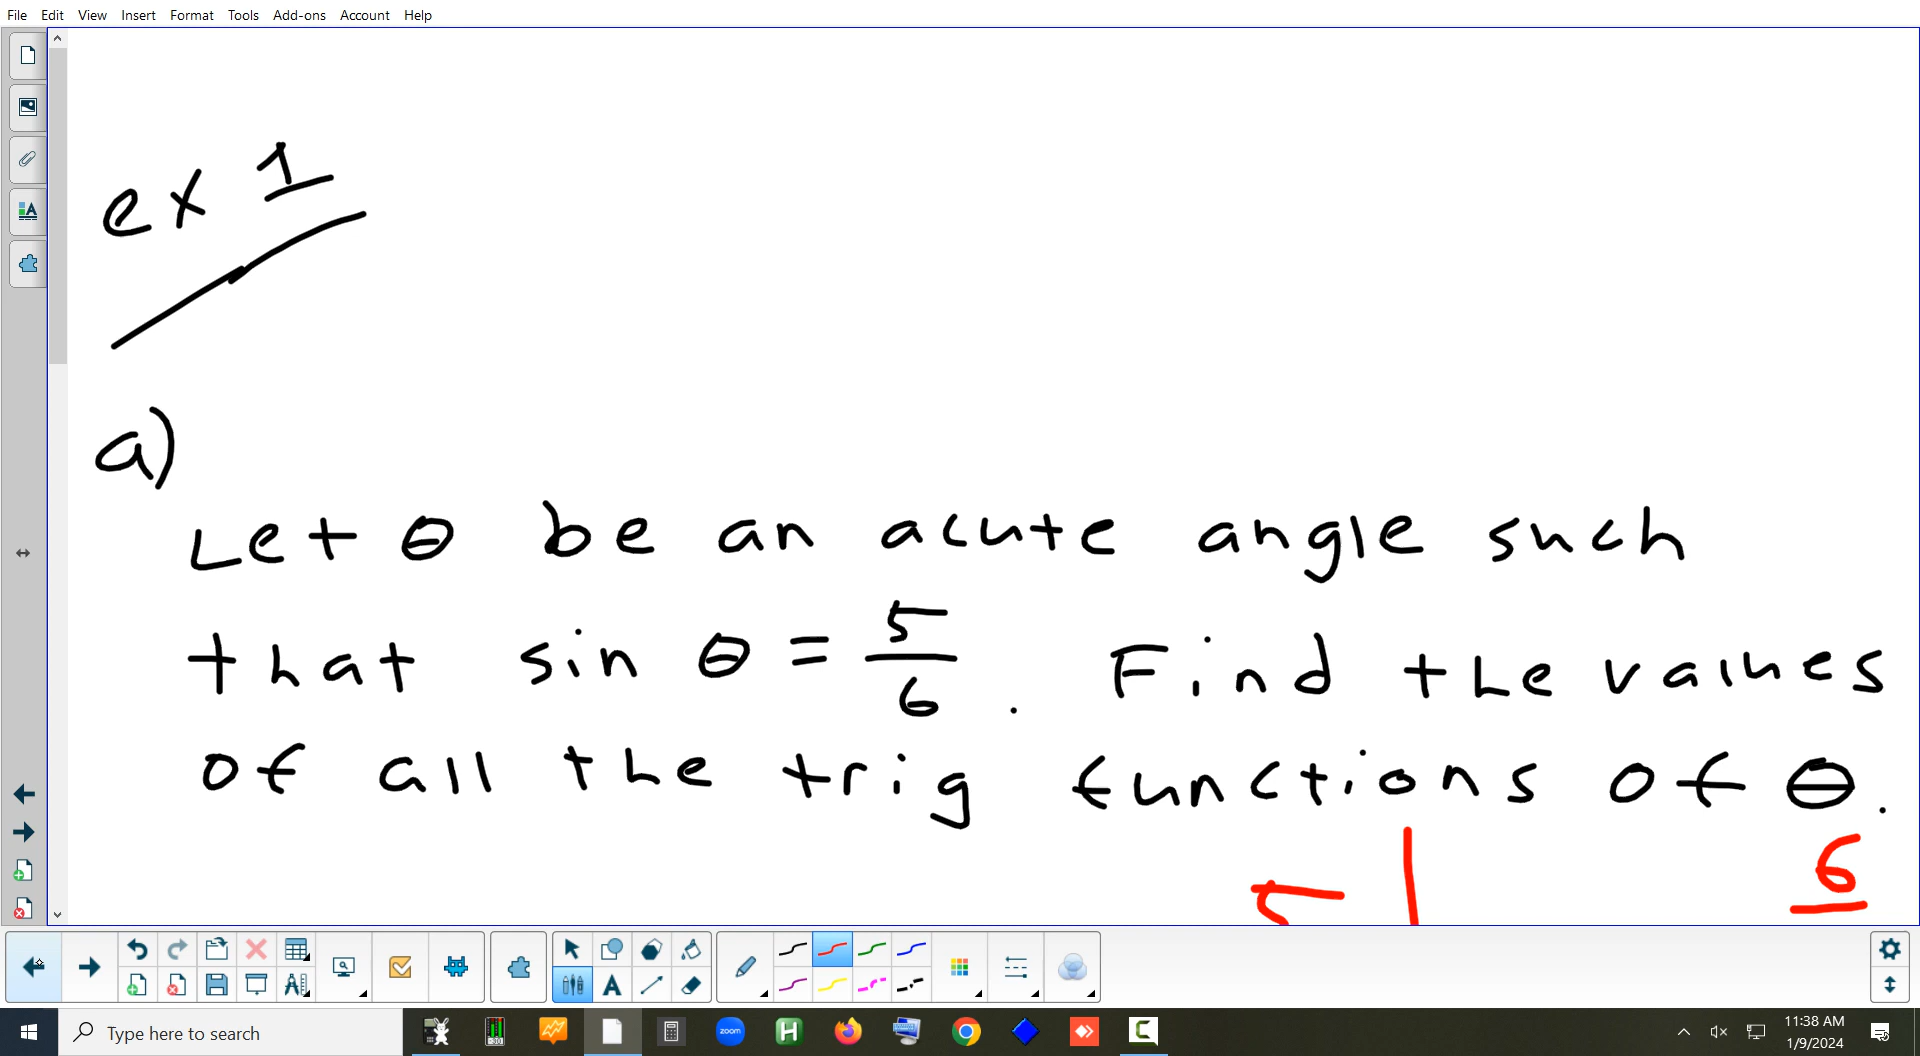 File Edit View Insert Format Tools Add-ons Account Help
ex 1
a)
Let θ be an acute angle such
that sin θ = 5/6. Find the values
of all the trig functions of θ.
6
Type here to search
zoom
11:38 AM
1/9/2024